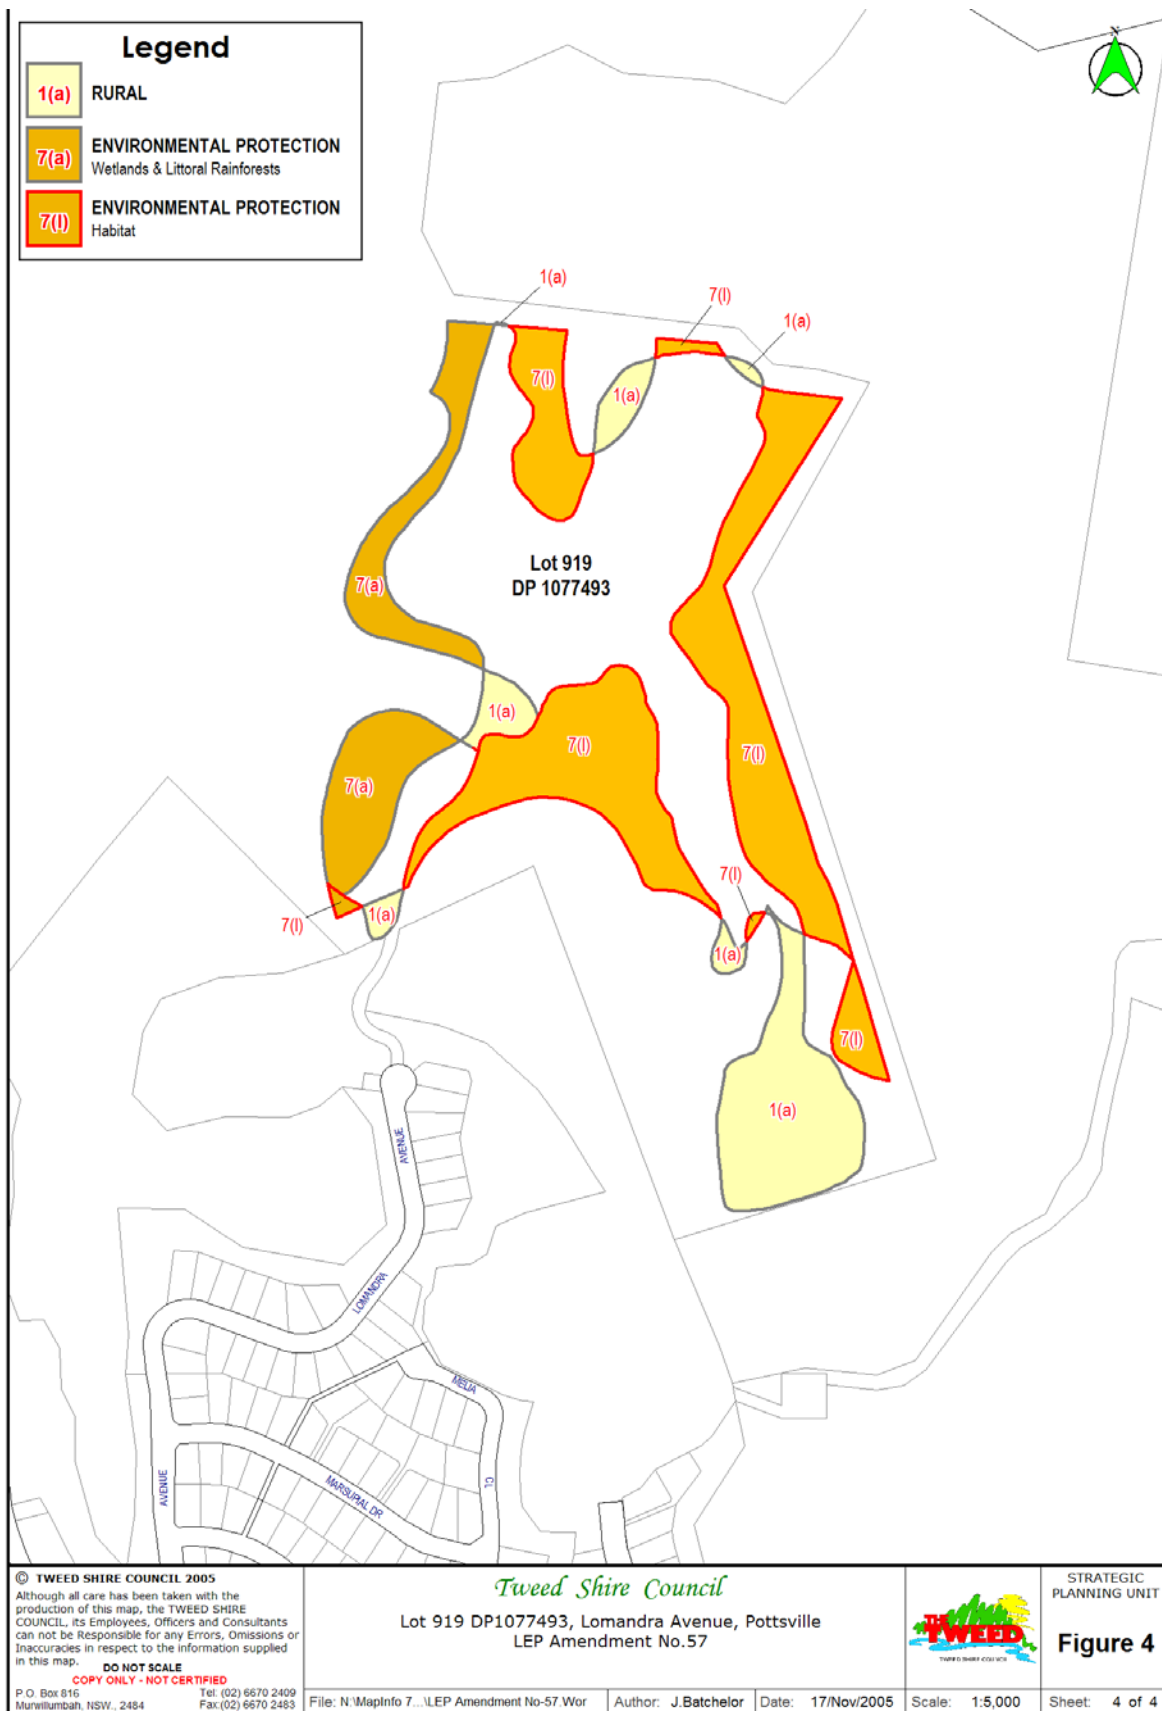 Legend
1(a) RURAL
7(a) ENVIRONMENTAL PROTECTION
Wetlands & Littoral Rainforests
7(l) ENVIRONMENTAL PROTECTION
Habitat
N
1(a)
7(l)
1(a)
7(l)
1(a)
Lot 919
DP 1077493
7(a)
1(a)
7(l)
7(l)
7(a)
7(l)
7(l)
1(a)
1(a)
7(l)
1(a)
AVENUE
LOMANDRA
MELIA
CL
MARSUPIAL DR
AVENUE
© TWEED SHIRE COUNCIL 2005
Although all care has been taken with the
production of this map, the TWEED SHIRE
COUNCIL, its Employees, Officers and Consultants
can not be Responsible for any Errors, Omissions or
Inaccuracies in respect to the information supplied
in this map.
DO NOT SCALE
COPY ONLY - NOT CERTIFIED
P.O. Box 816 Tel: (02) 6670 2409
Murwillumbah, NSW., 2484 Fax:(02) 6670 2483
Tweed Shire Council
Lot 919 DP1077493, Lomandra Avenue, Pottsville
LEP Amendment No.57
File: N:\MapInfo 7...\LEP Amendment No-57.Wor
Author: J.Batchelor
Date: 17/Nov/2005
THE TWEED
TWEED SHIRE COUNCIL
Scale: 1:5,000
STRATEGIC
PLANNING UNIT
Figure 4
Sheet: 4 of 4